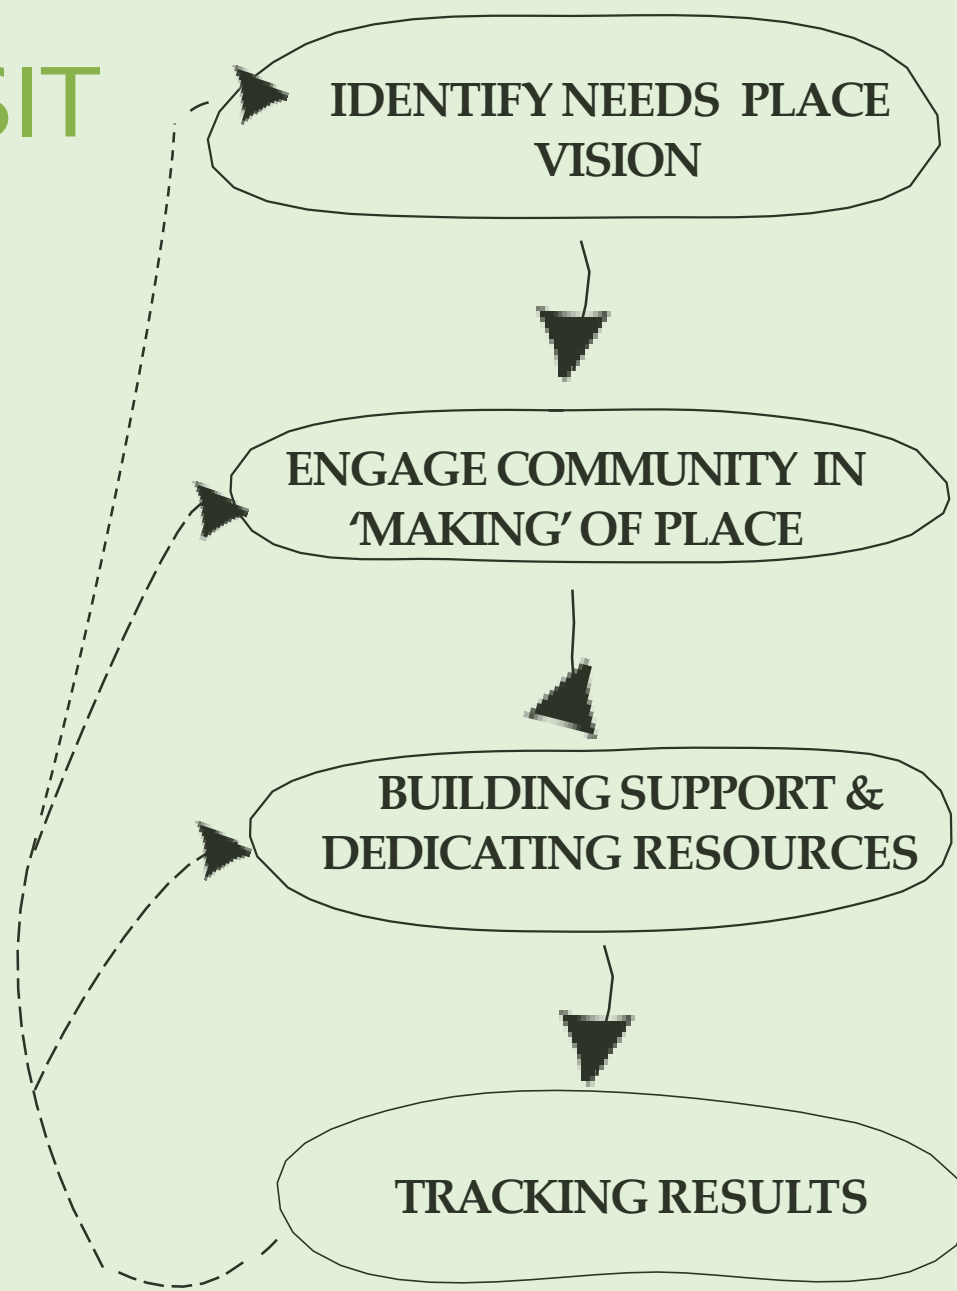 SIT
IDENTIFY NEEDS PLACE
VISION
ENGAGE COMMUNITY IN
‘MAKING’ OF PLACE
BUILDING SUPPORT &
DEDICATING RESOURCES
TRACKING RESULTS